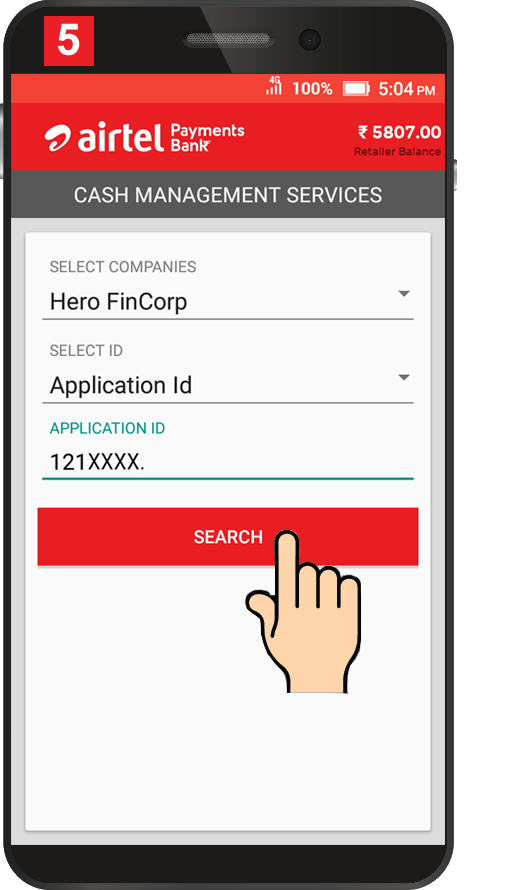 5
4G 100% 5:04 PM
airtel Payments Bank
₹ 5807.00
Retailer Balance
CASH MANAGEMENT SERVICES
SELECT COMPANIES
Hero FinCorp
SELECT ID
Application Id
APPLICATION ID
121XXXX.
SEARCH